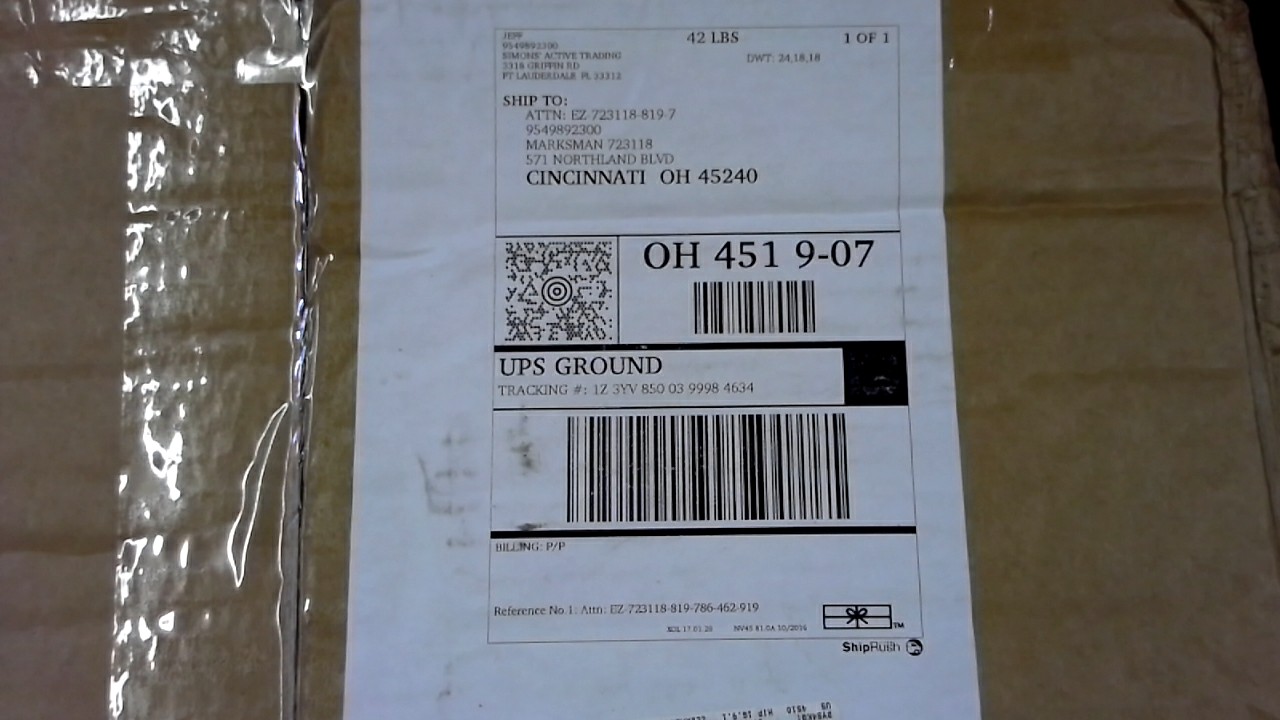 JEFF 42 LBS 1 OF 1
9549892300
SIMONS' ACTIVE TRADING DWT: 24,18,18
3318 GRIFFIN RD
FT LAUDERDALE FL 33312
SHIP TO:
ATTN: EZ-723118-819-7
9549892300
MARKSMAN 723118
571 NORTHLAND BLVD
CINCINNATI OH 45240
OH 451 9-07
UPS GROUND
TRACKING #: 1Z 3YV 850 03 9998 4634
BILLING: P/P
Reference No.1: Attn: EZ-723118-819-786-462-919
XOL 17.01.26 NV45 81.0A 10/2016
TM
ShipRush